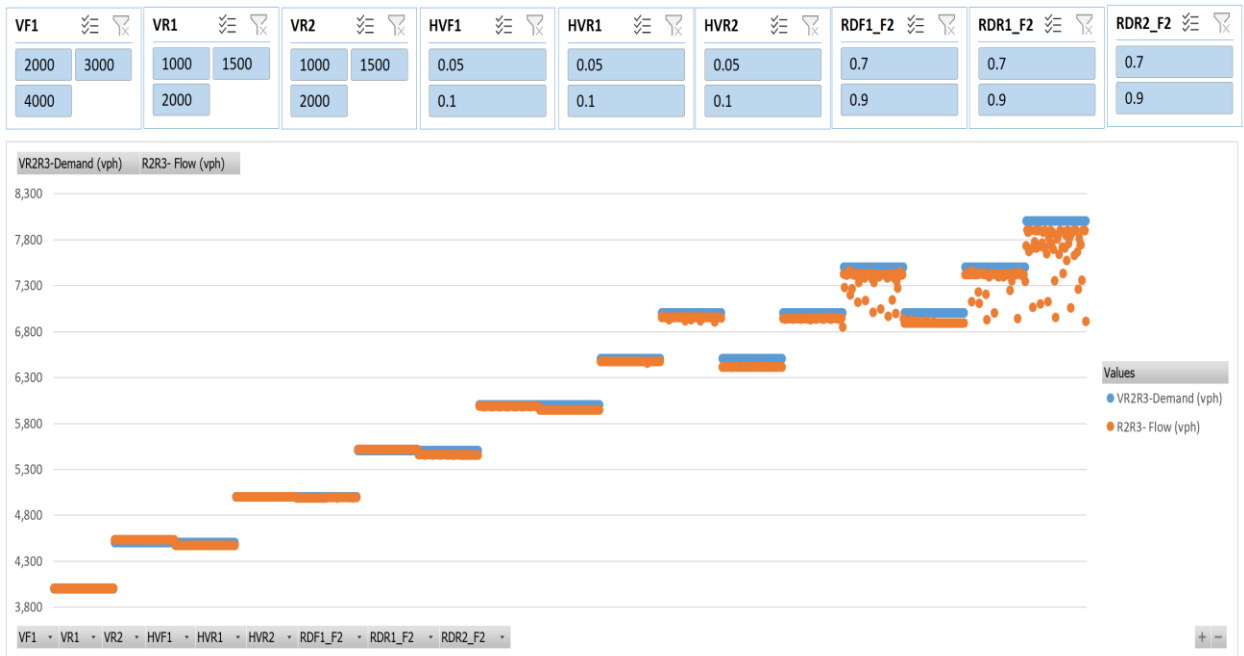 VF1 VR1 VR2 HVF1 HVR1 HVR2 RDF1_F2 RDR1_F2 RDR2_F2
2000 3000 1000 1500 1000 1500 0.05 0.05 0.05 0.7 0.7 0.7
4000 2000 2000 0.1 0.1 0.1 0.9 0.9 0.9
VR2R3-Demand (vph) R2R3- Flow (vph)
8,300
7,800
7,300
6,800
6,300
5,800
5,300
4,800
4,300
3,800
Values
VR2R3-Demand (vph)
R2R3- Flow (vph)
VF1 VR1 VR2 HVF1 HVR1 HVR2 RDF1_F2 RDR1_F2 RDR2_F2 + −